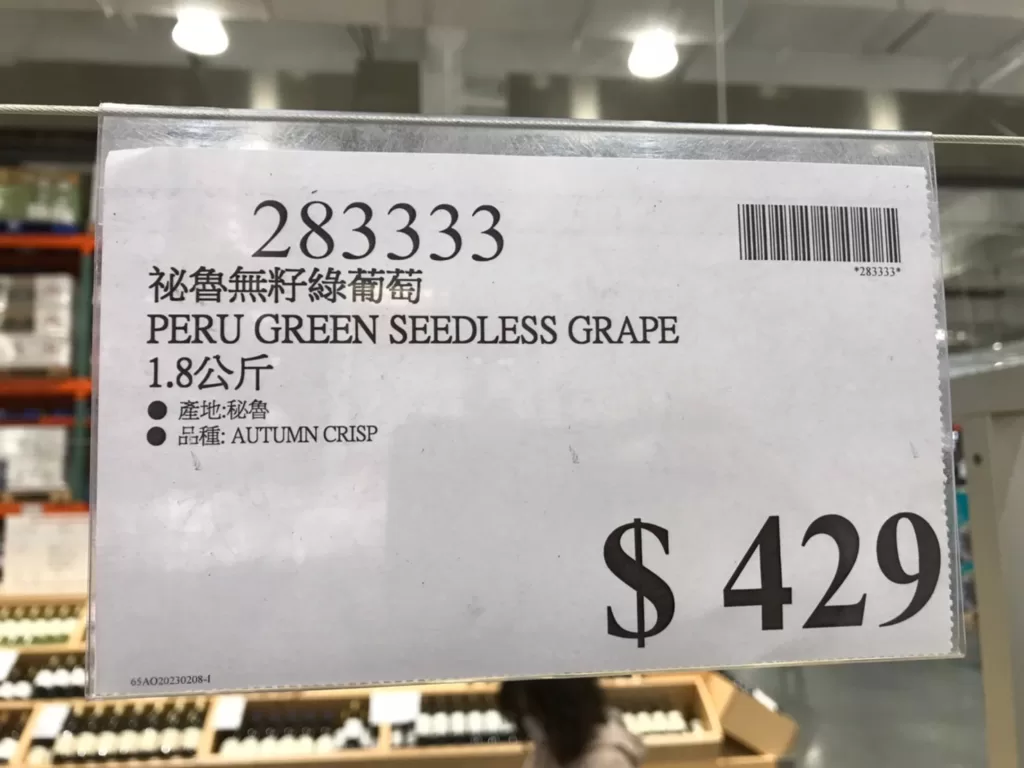 283333
*283333*
祕魯無籽綠葡萄
PERU GREEN SEEDLESS GRAPE
1.8公斤
● 產地:秘魯
● 品種: AUTUMN CRISP
$ 429
65AO20230208-I